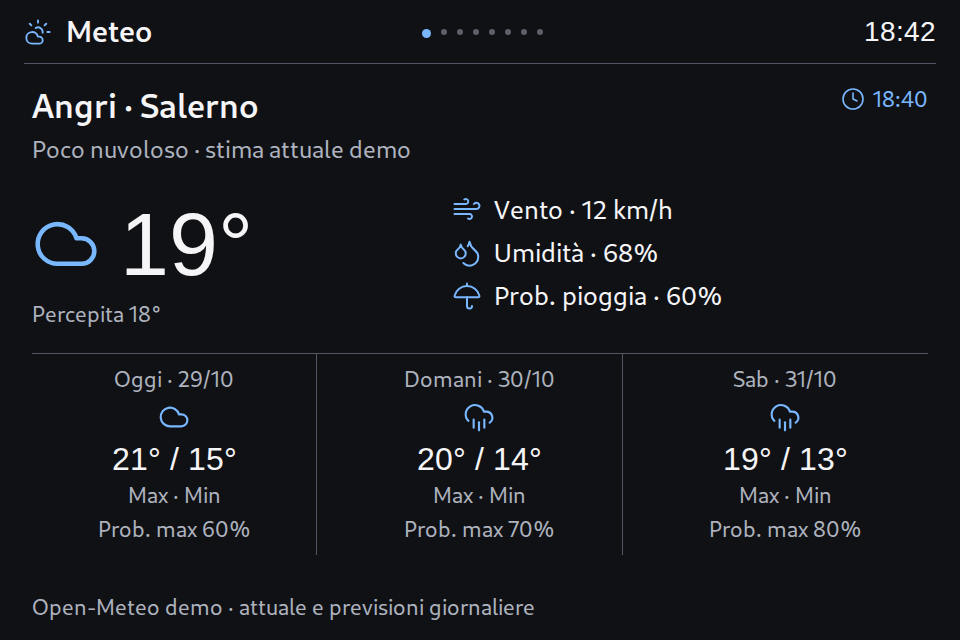 Meteo
18:42
Angri · Salerno
18:40
Poco nuvoloso · stima attuale demo
19°
Percepita 18°
Vento · 12 km/h
Umidità · 68%
Prob. pioggia · 60%
Oggi · 29/10
21° / 15°
Max · Min
Prob. max 60%
Domani · 30/10
20° / 14°
Max · Min
Prob. max 70%
Sab · 31/10
19° / 13°
Max · Min
Prob. max 80%
Open-Meteo demo · attuale e previsioni giornaliere